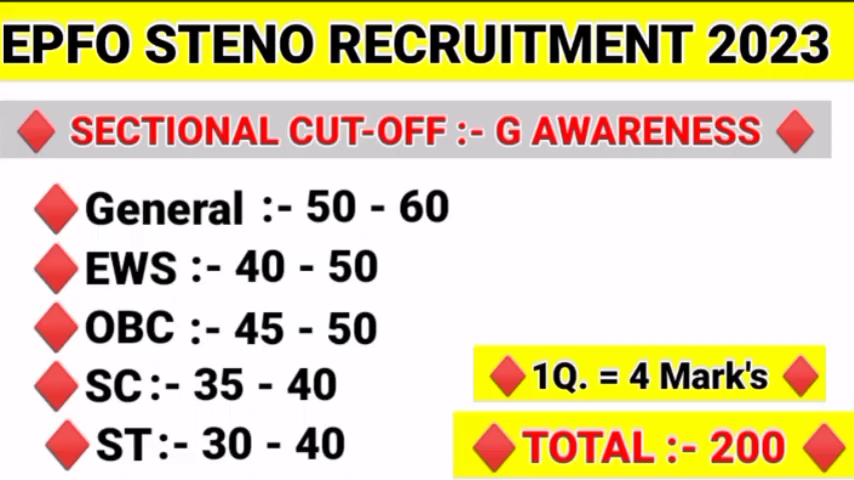 EPFO STENO RECRUITMENT 2023
SECTIONAL CUT-OFF :- G AWARENESS
General :- 50 - 60
EWS :- 40 - 50
OBC :- 45 - 50
SC :- 35 - 40
ST :- 30 - 40
1Q. = 4 Mark's
TOTAL :- 200